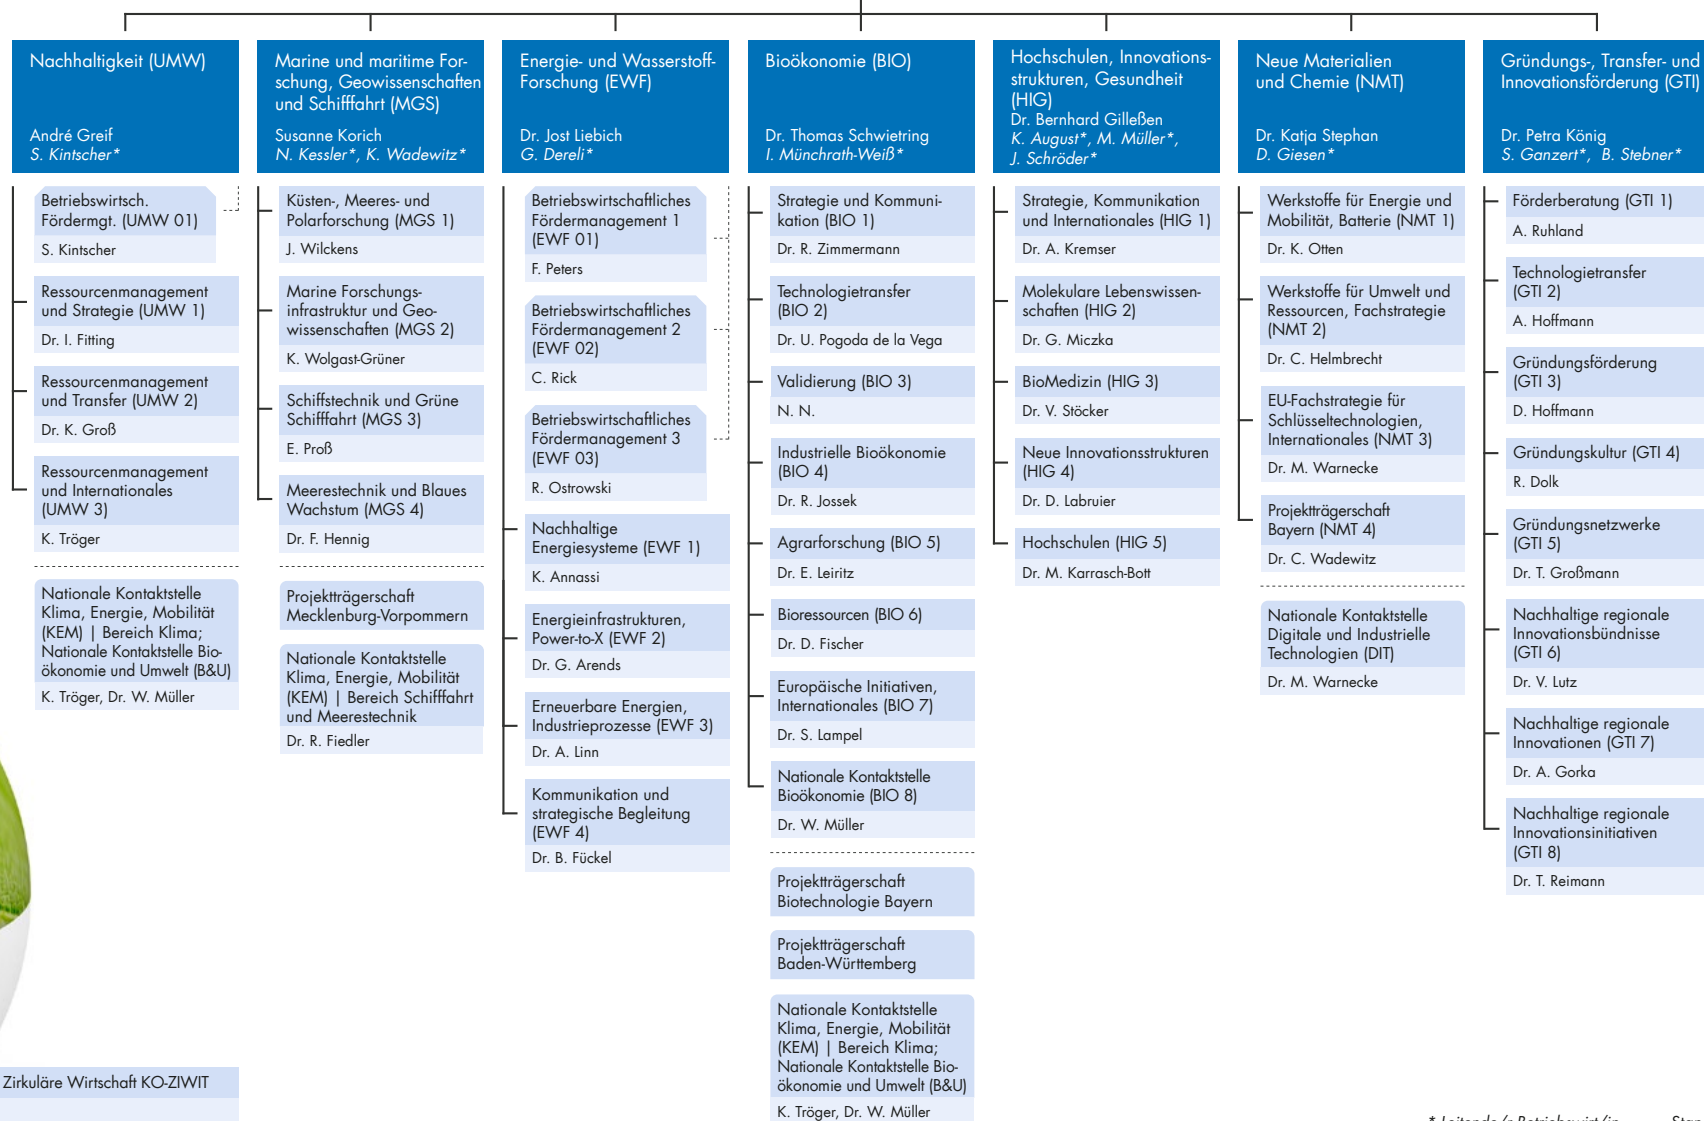 Nachhaltigkeit (UMW)
André Greif
S. Kintscher*
Betriebswirtsch.
Fördermgt. (UMW 01)
S. Kintscher
Ressourcenmanagement
und Strategie (UMW 1)
Dr. I. Fitting
Ressourcenmanagement
und Transfer (UMW 2)
Dr. K. Groß
Ressourcenmanagement
und Internationales
(UMW 3)
K. Tröger
Nationale Kontaktstelle
Klima, Energie, Mobilität
(KEM) | Bereich Klima;
Nationale Kontaktstelle Bio-
ökonomie und Umwelt (B&U)
K. Tröger, Dr. W. Müller
Zirkuläre Wirtschaft KO-ZIWIT
Marine und maritime For-
schung, Geowissenschaften
und Schifffahrt (MGS)
Susanne Korich
N. Kessler*, K. Wadewitz*
Küsten-, Meeres- und
Polarforschung (MGS 1)
J. Wilckens
Marine Forschungs-
infrastruktur und Geo-
wissenschaften (MGS 2)
K. Wolgast-Grüner
Schiffstechnik und Grüne
Schifffahrt (MGS 3)
E. Proß
Meerestechnik und Blaues
Wachstum (MGS 4)
Dr. F. Hennig
Projektträgerschaft
Mecklenburg-Vorpommern
Nationale Kontaktstelle
Klima, Energie, Mobilität
(KEM) | Bereich Schifffahrt
und Meerestechnik
Dr. R. Fiedler
Energie- und Wasserstoff-
Forschung (EWF)
Dr. Jost Liebich
G. Dereli*
Betriebswirtschaftliches
Fördermanagement 1
(EWF 01)
F. Peters
Betriebswirtschaftliches
Fördermanagement 2
(EWF 02)
C. Rick
Betriebswirtschaftliches
Fördermanagement 3
(EWF 03)
R. Ostrowski
Nachhaltige
Energiesysteme (EWF 1)
K. Annassi
Energieinfrastrukturen,
Power-to-X (EWF 2)
Dr. G. Arends
Erneuerbare Energien,
Industrieprozesse (EWF 3)
Dr. A. Linn
Kommunikation und
strategische Begleitung
(EWF 4)
Dr. B. Fückel
Bioökonomie (BIO)
Dr. Thomas Schwietring
I. Münchrath-Weiß*
Strategie und Kommuni-
kation (BIO 1)
Dr. R. Zimmermann
Technologietransfer
(BIO 2)
Dr. U. Pogoda de la Vega
Validierung (BIO 3)
N. N.
Industrielle Bioökonomie
(BIO 4)
Dr. R. Jossek
Agrarforschung (BIO 5)
Dr. E. Leiritz
Bioressourcen (BIO 6)
Dr. D. Fischer
Europäische Initiativen,
Internationales (BIO 7)
Dr. S. Lampel
Nationale Kontaktstelle
Bioökonomie (BIO 8)
Dr. W. Müller
Projektträgerschaft
Biotechnologie Bayern
Projektträgerschaft
Baden-Württemberg
Nationale Kontaktstelle
Klima, Energie, Mobilität
(KEM) | Bereich Klima;
Nationale Kontaktstelle Bio-
ökonomie und Umwelt (B&U)
K. Tröger, Dr. W. Müller
Hochschulen, Innovations-
strukturen, Gesundheit
(HIG)
Dr. Bernhard Gilleßen
K. August*, M. Müller*,
J. Schröder*
Strategie, Kommunikation
und Internationales (HIG 1)
Dr. A. Kremser
Molekulare Lebenswissen-
schaften (HIG 2)
Dr. G. Miczka
BioMedizin (HIG 3)
Dr. V. Stöcker
Neue Innovationsstrukturen
(HIG 4)
Dr. D. Labruier
Hochschulen (HIG 5)
Dr. M. Karrasch-Bott
Neue Materialien
und Chemie (NMT)
Dr. Katja Stephan
D. Giesen*
Werkstoffe für Energie und
Mobilität, Batterie (NMT 1)
Dr. K. Otten
Werkstoffe für Umwelt und
Ressourcen, Fachstrategie
(NMT 2)
Dr. C. Helmbrecht
EU-Fachstrategie für
Schlüsseltechnologien,
Internationales (NMT 3)
Dr. M. Warnecke
Projektträgerschaft
Bayern (NMT 4)
Dr. C. Wadewitz
Nationale Kontaktstelle
Digitale und Industrielle
Technologien (DIT)
Dr. M. Warnecke
Gründungs-, Transfer- und
Innovationsförderung (GTI)
Dr. Petra König
S. Ganzert*, B. Stebner*
Förderberatung (GTI 1)
A. Ruhland
Technologietransfer
(GTI 2)
A. Hoffmann
Gründungsförderung
(GTI 3)
D. Hoffmann
Gründungskultur (GTI 4)
R. Dolk
Gründungsnetzwerke
(GTI 5)
Dr. T. Großmann
Nachhaltige regionale
Innovationsbündnisse
(GTI 6)
Dr. V. Lutz
Nachhaltige regionale
Innovationen (GTI 7)
Dr. A. Gorka
Nachhaltige regionale
Innovationsinitiativen
(GTI 8)
Dr. T. Reimann